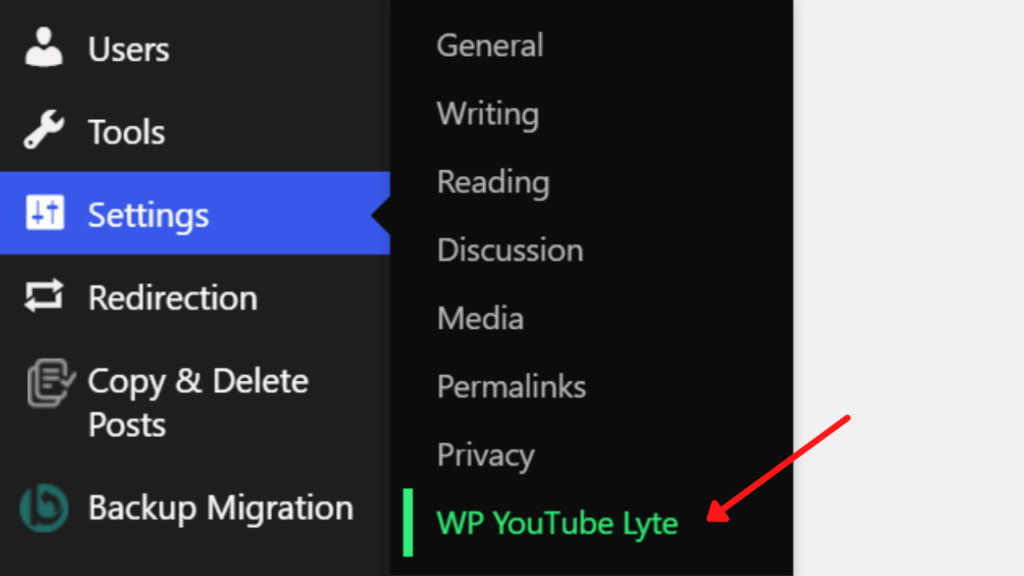 Users
Tools
Settings
Redirection
Copy & Delete
Posts
Backup Migration
General
Writing
Reading
Discussion
Media
Permalinks
Privacy
WP YouTube Lyte